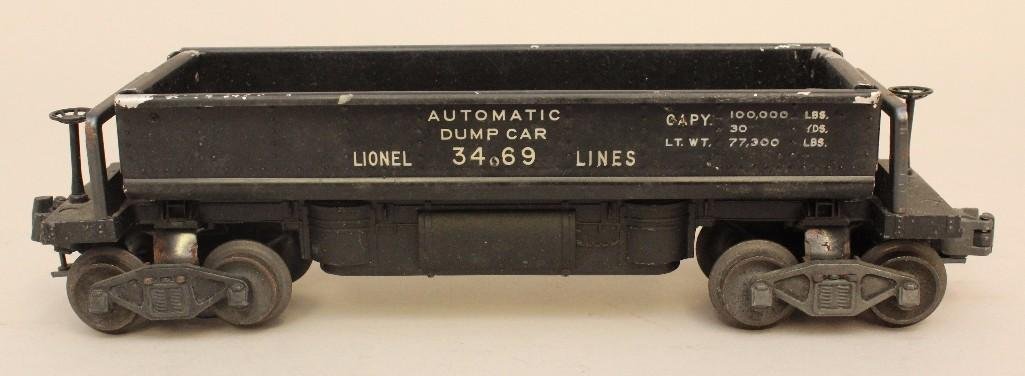 AUTOMATIC
DUMP CAR
LIONEL 3469 LINES
CAPY. 100,000 LBS.
30 YDS.
LT. WT. 77,300 LBS.